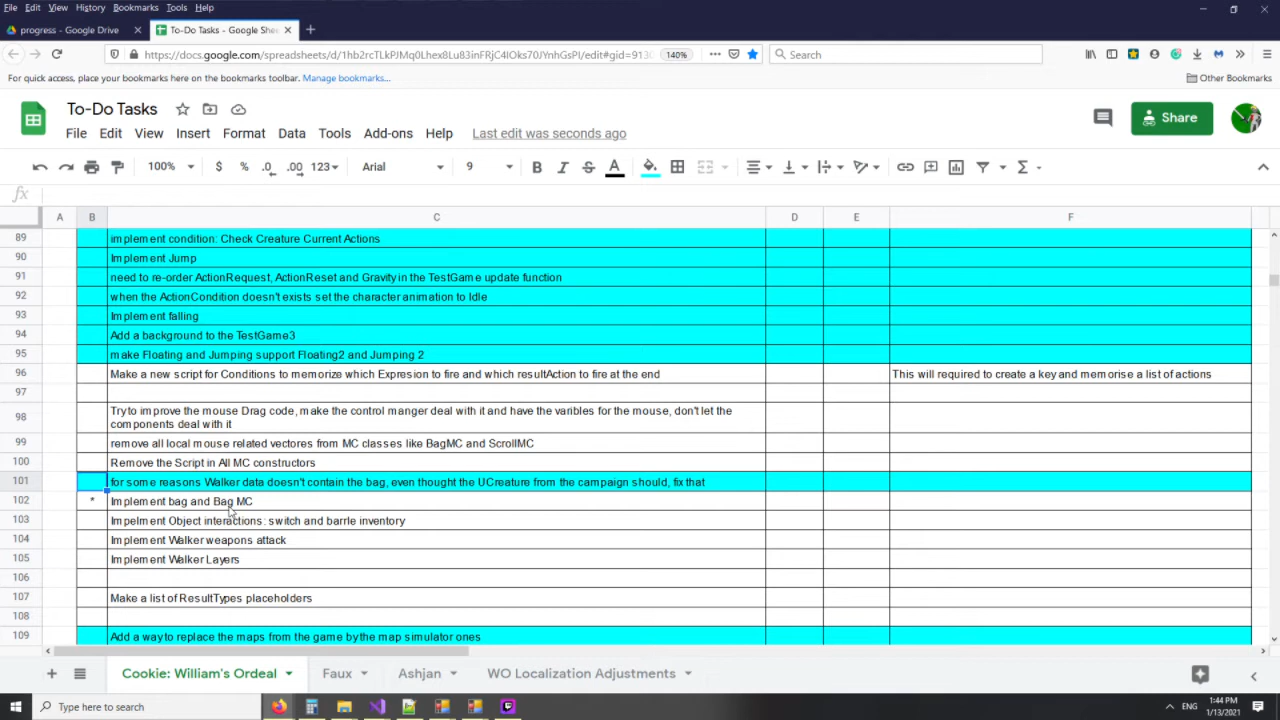 File Edit View History Bookmarks Tools Help
progress - Google Drive
To-Do Tasks - Google She
https://docs.google.com/spreadsheets/d/1hb2rcTLkPJMq0Lhex8Lu83inFRjC4IOks70JYnhGsPI/edit#gid=913 140% Search
For quick access, place your bookmarks here on the bookmarks toolbar. Manage bookmarks... Other Bookmarks
To-Do Tasks
Share
File Edit View Insert Format Data Tools Add-ons Help Last edit was seconds ago
100% $ % .0 .00 123 Arial 9 B I S A
fx
A B C D E F
89 implement condition: Check Creature Current Actions
90 Implement Jump
91 need to re-order ActionRequest, ActionReset and Gravity in the TestGame update function
92 when the ActionCondition doesn't exists set the character animation to Idle
93 Implement falling
94 Add a background to the TestGame3
95 make Floating and Jumping support Floating2 and Jumping 2
96 Make a new script for Conditions to memorize which Expresion to fire and which resultAction to fire at the end This will required to create a key and memorise a list of actions
97
98 Try to improve the mouse Drag code, make the control manger deal with it and have the varibles for the mouse, don't let the
components deal with it
99 remove all local mouse related vectores from MC classes like BagMC and ScrollMC
100 Remove the Script in All MC constructors
101 for some reasons Walker data doesn't contain the bag, even thought the UCreature from the campaign should, fix that
102 * Implement bag and Bag MC
103 Impelment Object interactions: switch and barrle inventory
104 Implement Walker weapons attack
105 Implement Walker Layers
106
107 Make a list of ResultTypes placeholders
108
109 Add a way to replace the maps from the game by the map simulator ones
Cookie: William's Ordeal Faux Ashjan WO Localization Adjustments
Type here to search
ENG
1:44 PM
1/13/2021